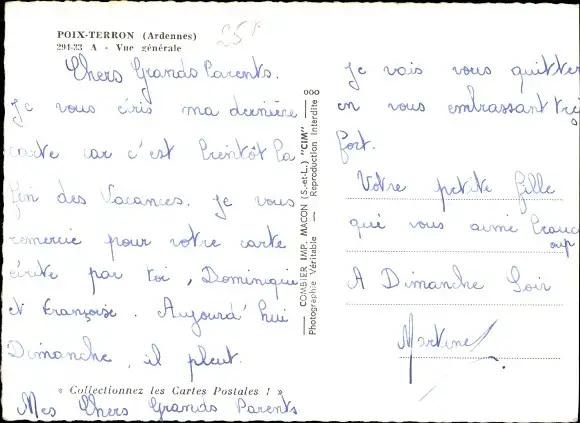 POIX-TERRON (Ardennes)
294-33 A - Vue générale
25F
Chers Grands Parents.
Je vous écris ma dernière
carte car c'est bientôt la
fin des Vacances. Je vous
remercie pour votre carte
écrite par toi, Dominique
et Françoise. Aujourd'hui
Dimanche, il pleut.
« Collectionnez les Cartes Postales ! »
Mes Chers Grands Parents
COMBIER IMP. MACON (S.-et-L.) "CIM"
Photographie Véritable — Reproduction Interdite
Je vais vous quitter
en vous embrassant très
fort.
Votre petite fille
qui vous aime beauc
oup
A Dimanche Soir
Martine